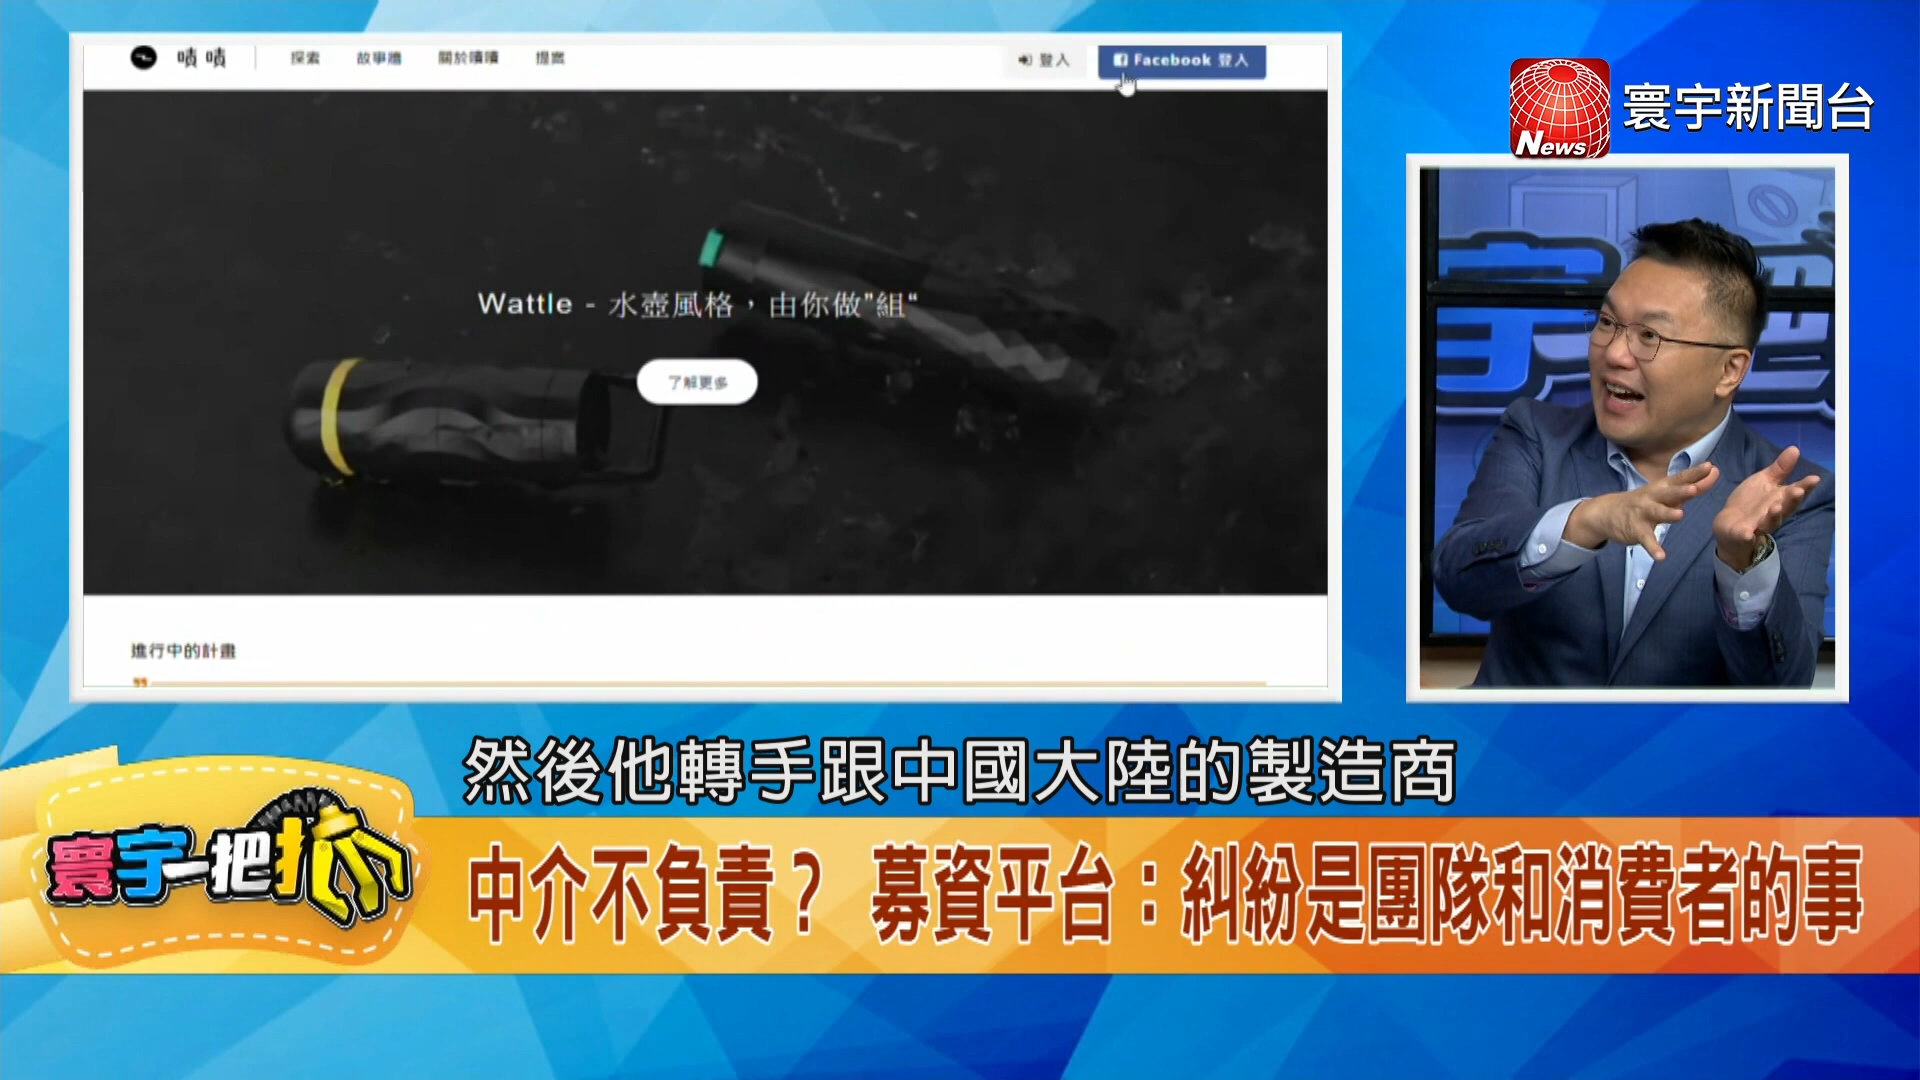 嘖嘖 探索 故事牆 關於嘖嘖 提案 登入 Facebook 登入
寰宇新聞台
News
Wattle - 水壺風格，由你做"組"
了解更多
進行中的計畫
然後他轉手跟中國大陸的製造商
寰宇一把抓
中介不負責？ 募資平台：糾紛是團隊和消費者的事